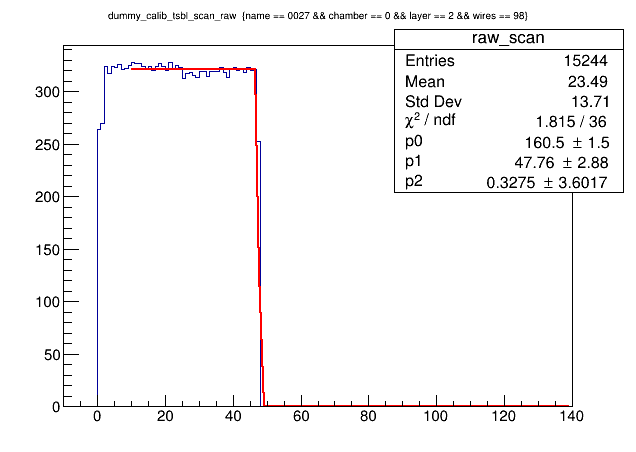 dummy_calib_tsbl_scan_raw {name == 0027 && chamber == 0 && layer == 2 && wires == 98}
raw_scan
Entries 15244
Mean 23.49
Std Dev 13.71
χ² / ndf 1.815 / 36
p0 160.5 ± 1.5
p1 47.76 ± 2.88
p2 0.3275 ± 3.6017
300
250
200
150
100
50
0
0 20 40 60 80 100 120 140